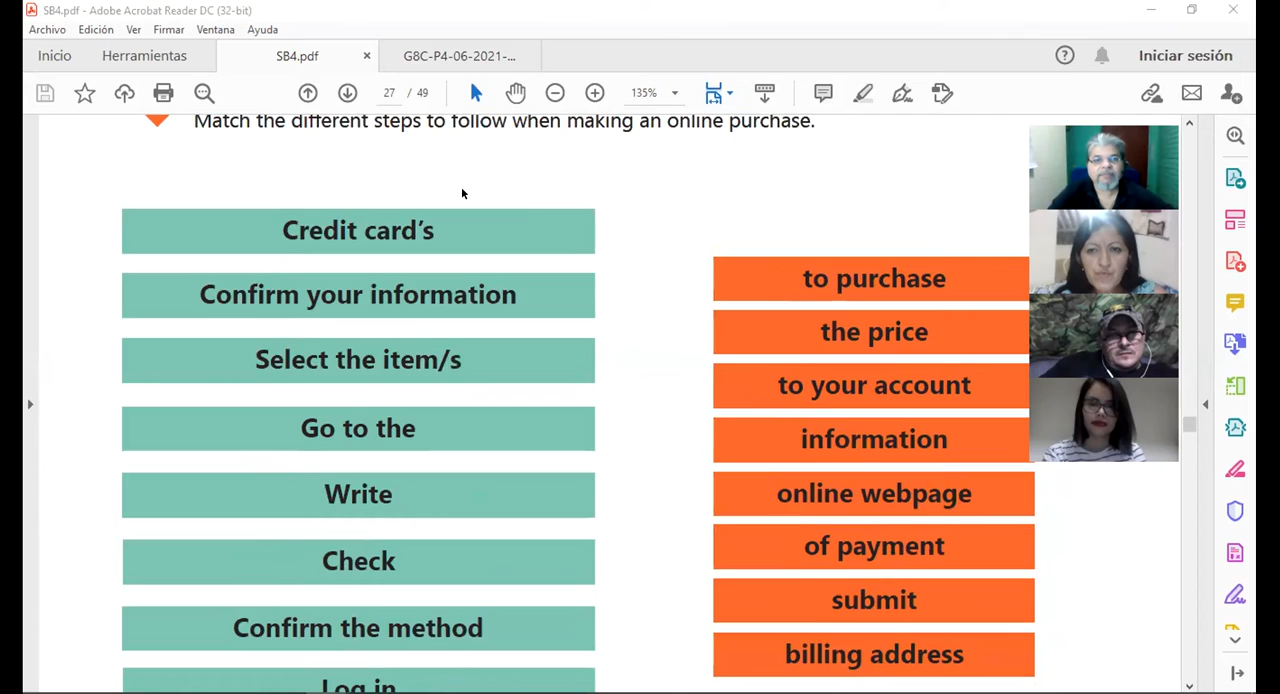 SB4.pdf - Adobe Acrobat Reader DC (32-bit)
Archivo Edición Ver Firmar Ventana Ayuda
Inicio Herramientas SB4.pdf × G8C-P4-06-2021-... Iniciar sesión
27 / 49 135%
Match the different steps to follow when making an online purchase.
Credit card's
Confirm your information
Select the item/s
Go to the
Write
Check
Confirm the method
Log in
to purchase
the price
to your account
information
online webpage
of payment
submit
billing address